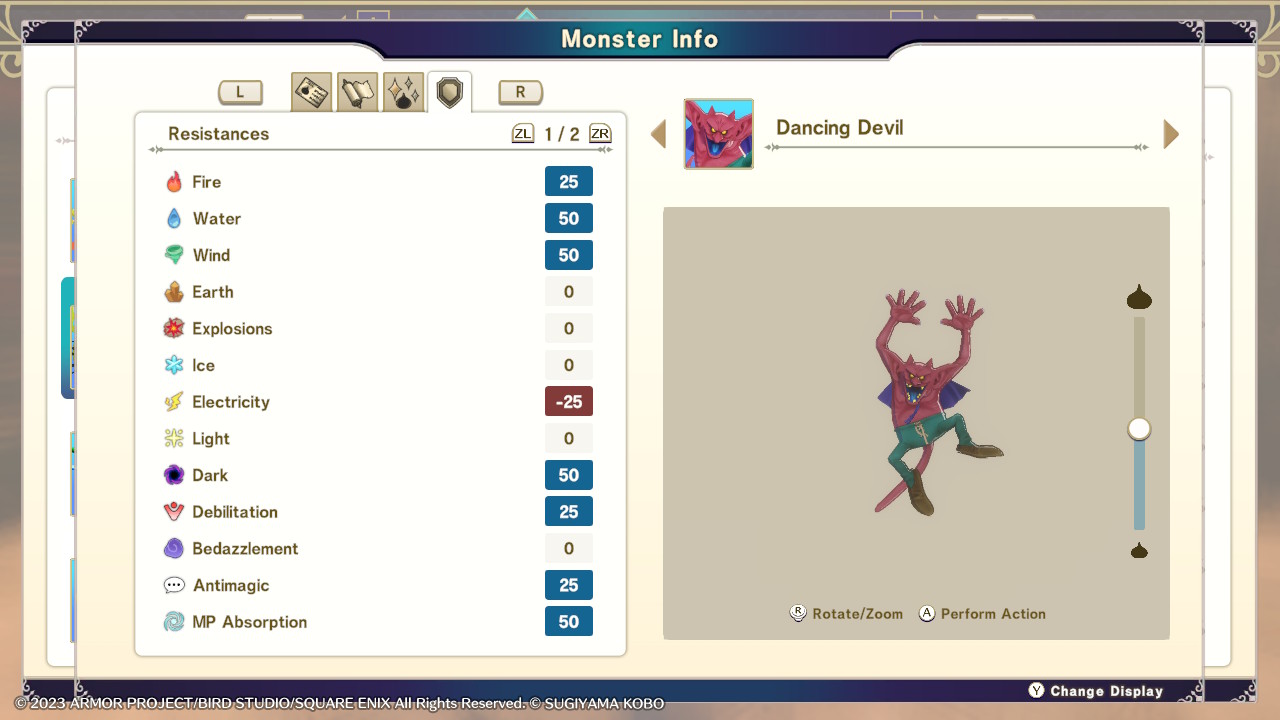 Monster Info
L R
Resistances ZL 1 / 2 ZR
Dancing Devil
Fire 25
Water 50
Wind 50
Earth 0
Explosions 0
Ice 0
Electricity -25
Light 0
Dark 50
Debilitation 25
Bedazzlement 0
Antimagic 25
MP Absorption 50
R Rotate/Zoom A Perform Action
Y Change Display
© 2023 ARMOR PROJECT/BIRD STUDIO/SQUARE ENIX All Rights Reserved. © SUGIYAMA KOBO